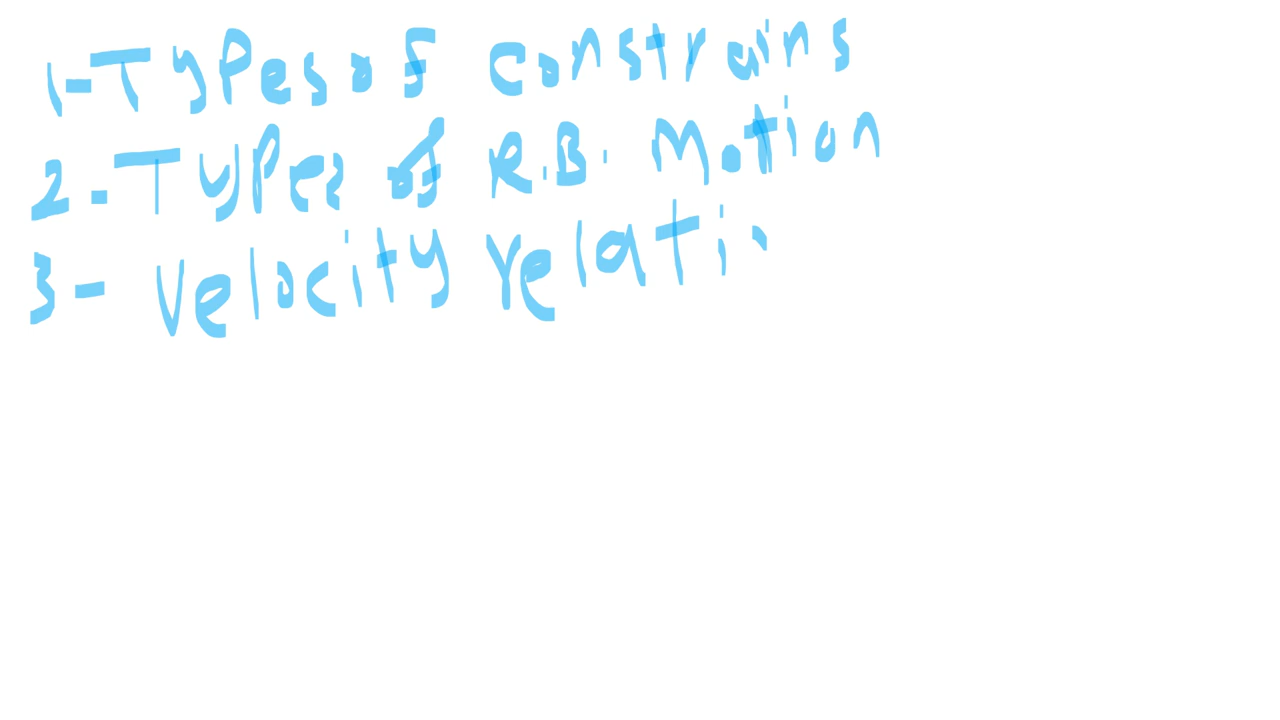 1-Types of constrains
2-Types of R.B. Motion
3- Velocity relati